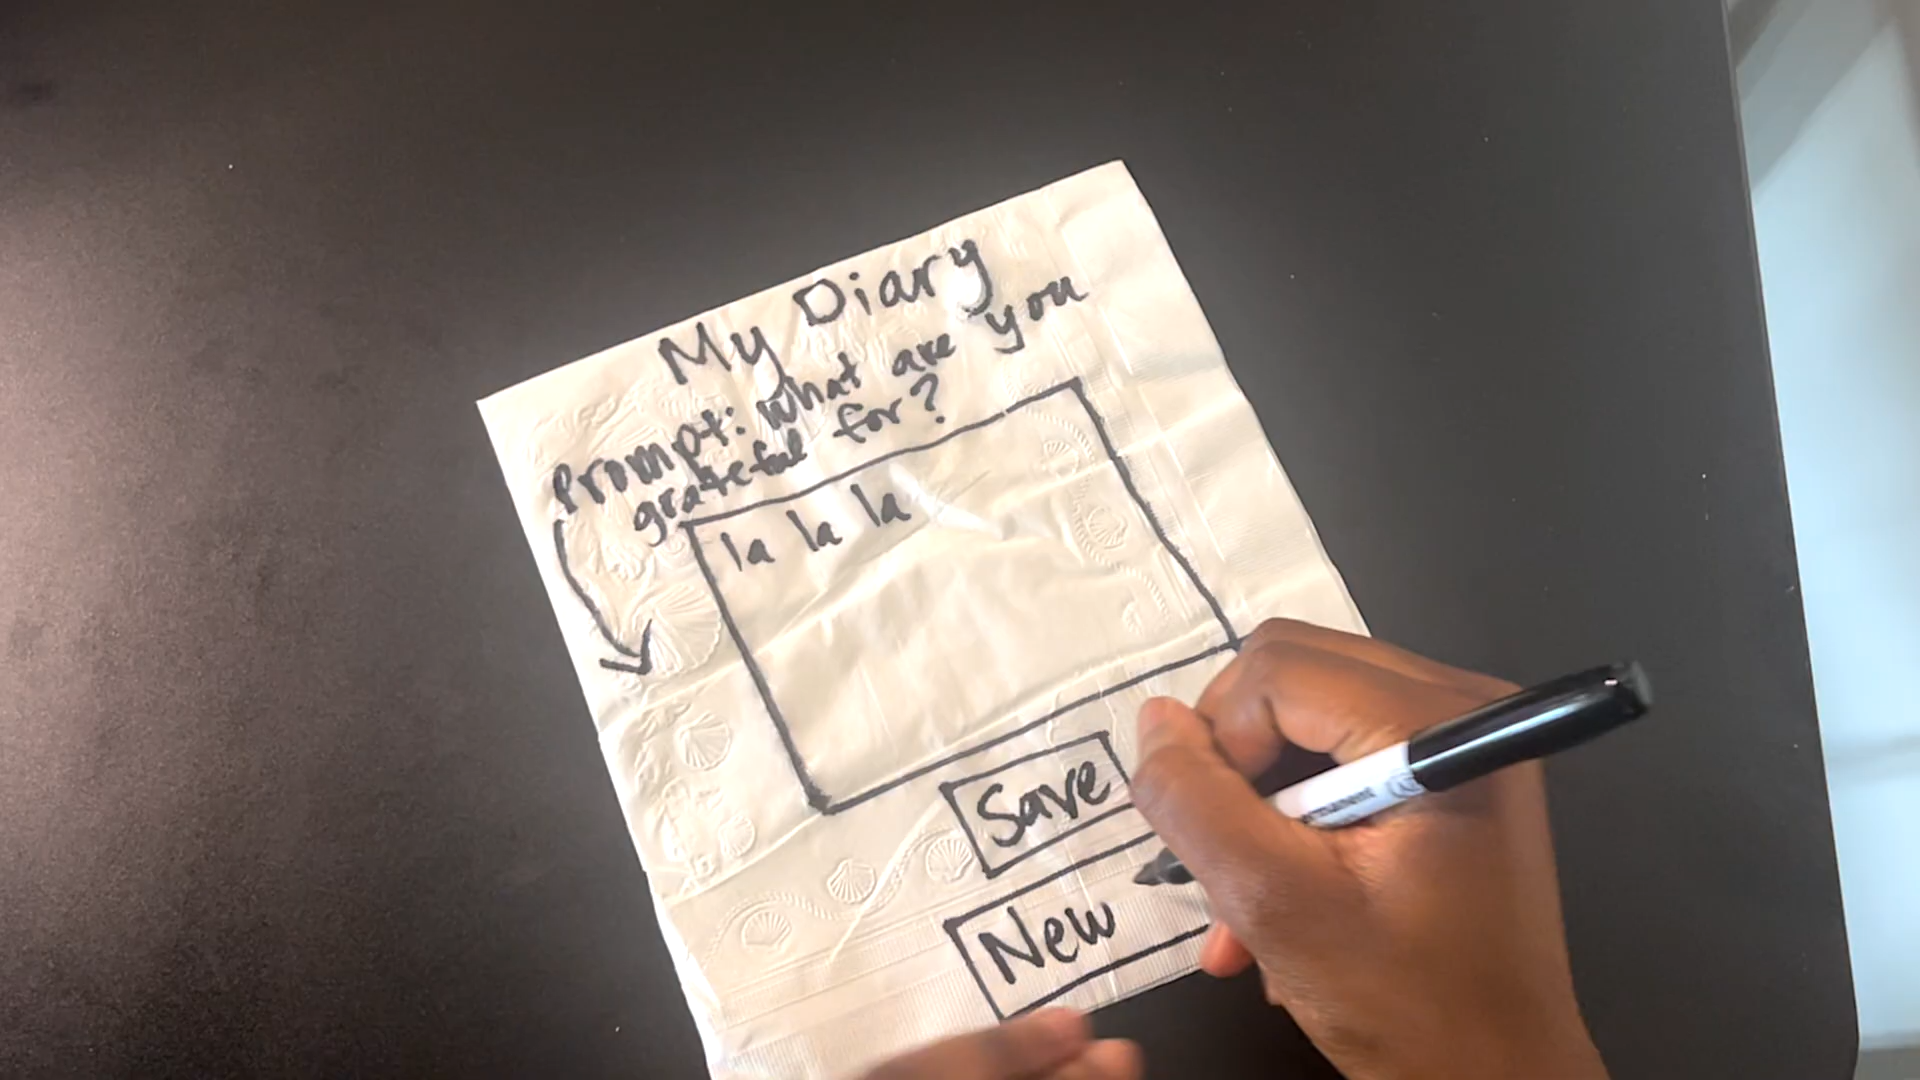 My Diary
Prompt: What are you
grateful for?
la la la
Save
New